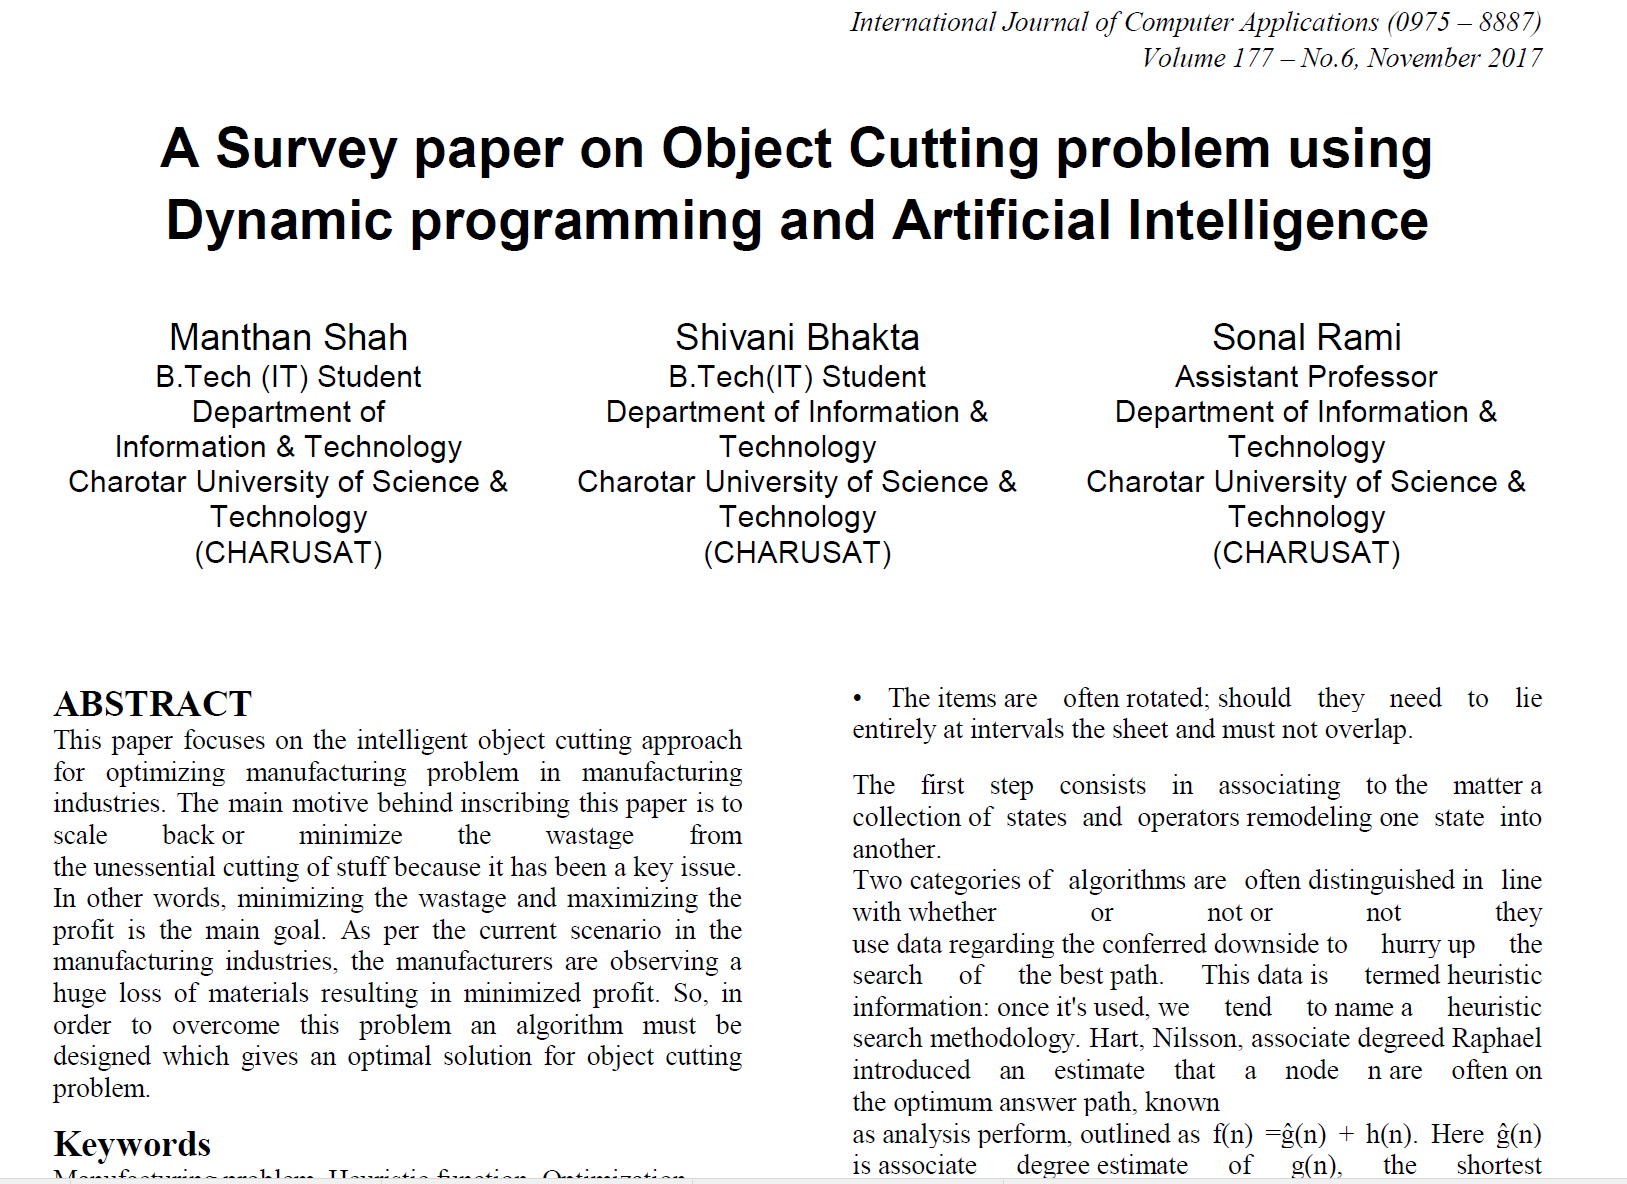 International Journal of Computer Applications (0975 – 8887)
Volume 177 – No.6, November 2017
A Survey paper on Object Cutting problem using
Dynamic programming and Artificial Intelligence
Manthan Shah
B.Tech (IT) Student
Department of
Information & Technology
Charotar University of Science &
Technology
(CHARUSAT)
Shivani Bhakta
B.Tech(IT) Student
Department of Information &
Technology
Charotar University of Science &
Technology
(CHARUSAT)
Sonal Rami
Assistant Professor
Department of Information &
Technology
Charotar University of Science &
Technology
(CHARUSAT)
ABSTRACT
This paper focuses on the intelligent object cutting approach
for optimizing manufacturing problem in manufacturing
industries. The main motive behind inscribing this paper is to
scale back or minimize the wastage from
the unessential cutting of stuff because it has been a key issue.
In other words, minimizing the wastage and maximizing the
profit is the main goal. As per the current scenario in the
manufacturing industries, the manufacturers are observing a
huge loss of materials resulting in minimized profit. So, in
order to overcome this problem an algorithm must be
designed which gives an optimal solution for object cutting
problem.
Keywords
Manufacturing problem, Heuristic function, Optimization
• The items are often rotated; should they need to lie
entirely at intervals the sheet and must not overlap.
The first step consists in associating to the matter a
collection of states and operators remodeling one state into
another.
Two categories of algorithms are often distinguished in line
with whether or not or not they
use data regarding the conferred downside to hurry up the
search of the best path. This data is termed heuristic
information: once it's used, we tend to name a heuristic
search methodology. Hart, Nilsson, associate degreed Raphael
introduced an estimate that a node n are often on
the optimum answer path, known
as analysis perform, outlined as f(n) =ĝ(n) + h(n). Here ĝ(n)
is associate degree estimate of g(n), the shortest